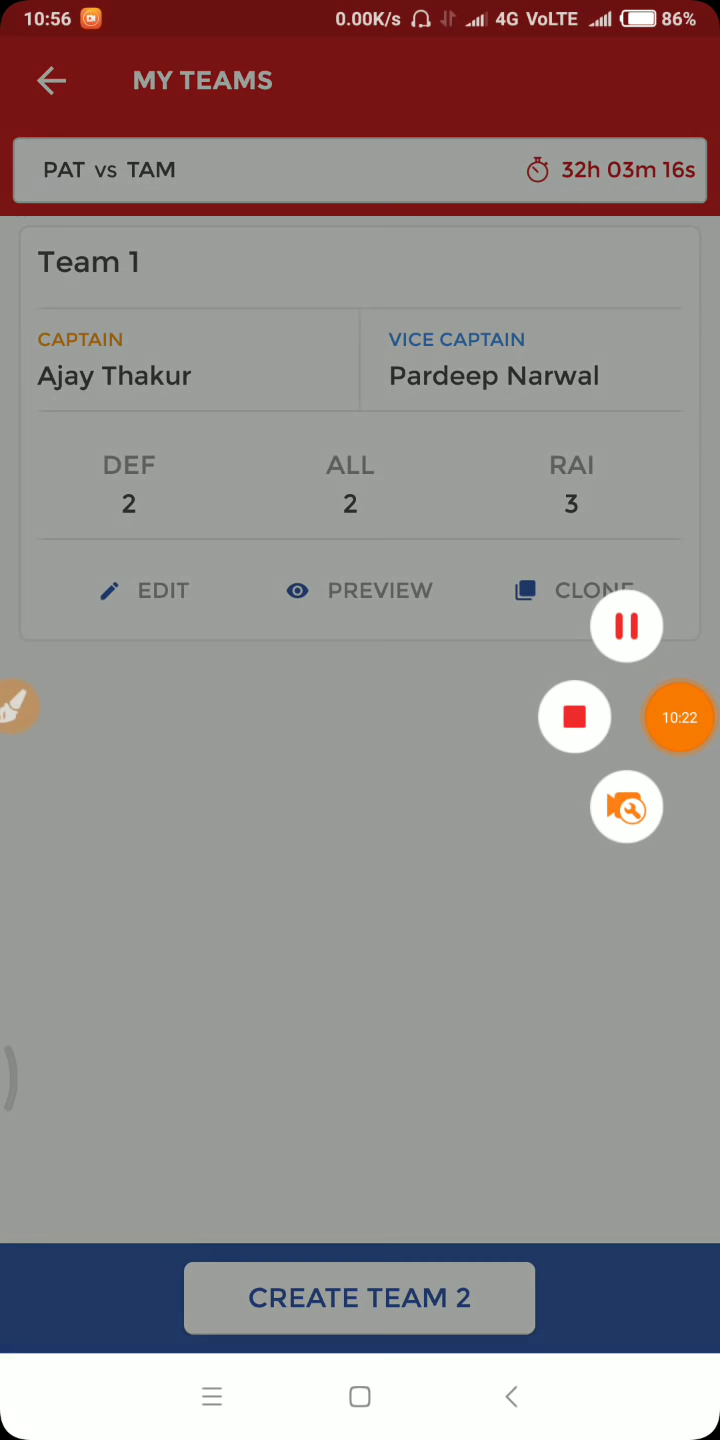 10:56 0.00K/s 4G VoLTE 86%
MY TEAMS
PAT vs TAM 32h 03m 16s
Team 1
CAPTAIN VICE CAPTAIN
Ajay Thakur Pardeep Narwal
DEF ALL RAI
2 2 3
EDIT PREVIEW CLONE
10:22
CREATE TEAM 2